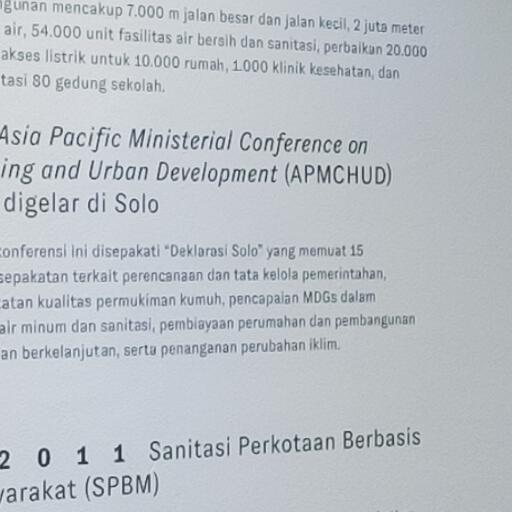 mencakup 7.000 m jalan besar dan jalan kecil, 2 juta meter
air, 54.000 unit fasilitas air bersih dan sanitasi, perbaikan 20.000
akses listrik untuk 10.000 rumah, 1.000 klinik kesehatan, dan
tasi 80 gedung sekolah.
Asia Pacific Ministerial Conference on
ing and Urban Development (APMCHUD)
digelar di Solo
konferensi ini disepakati “Deklarasi Solo” yang memuat 15
sepakatan terkait perencanaan dan tata kelola pemerintahan,
atan kualitas permukiman kumuh, pencapaian MDGs dalam
air minum dan sanitasi, pembiayaan perumahan dan pembangunan
an berkelanjutan, serta penanganan perubahan iklim.
2 0 1 1 Sanitasi Perkotaan Berbasis
yarakat (SPBM)